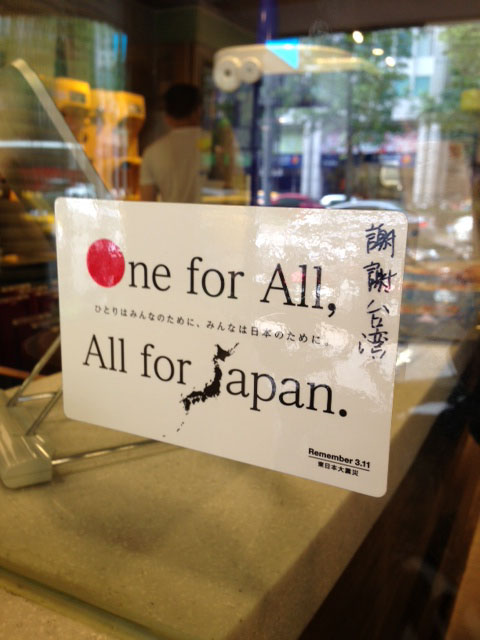 One for All,
ひとりはみんなのために、みんなは日本のために。
All for Japan.
謝謝台湾
Remember 3.11
東日本大震災